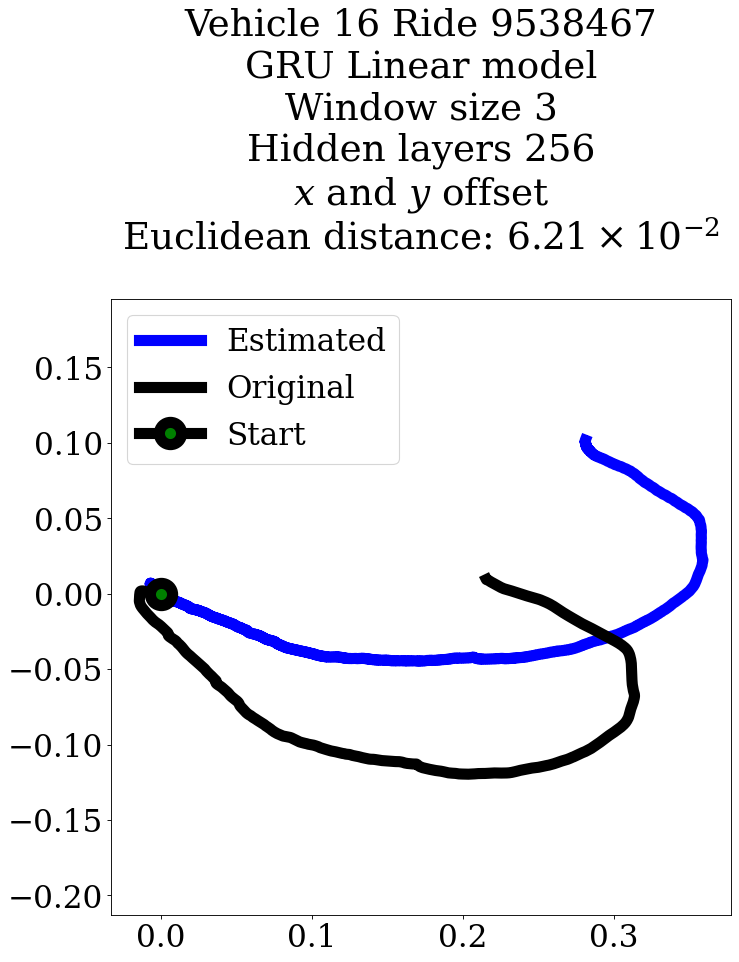 Vehicle 16 Ride 9538467
GRU Linear model
Window size 3
Hidden layers 256
x and y offset
Euclidean distance: 6.21 × 10⁻²
Estimated
Original
Start
0.15
0.10
0.05
0.00
−0.05
−0.10
−0.15
−0.20
0.0 0.1 0.2 0.3